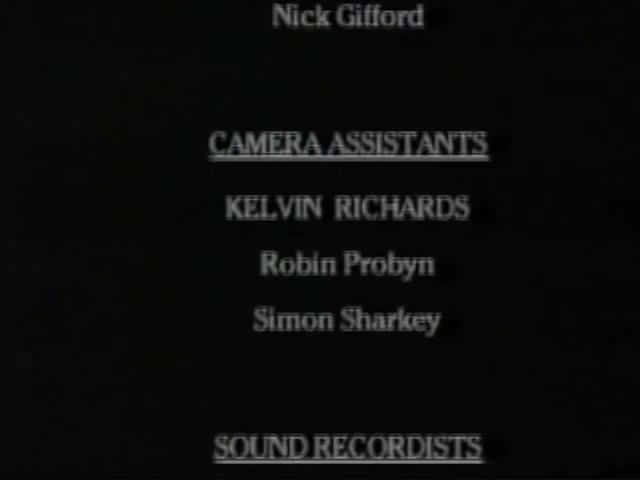 Nick Gifford
CAMERA ASSISTANTS
KELVIN RICHARDS
Robin Probyn
Simon Sharkey
SOUND RECORDISTS